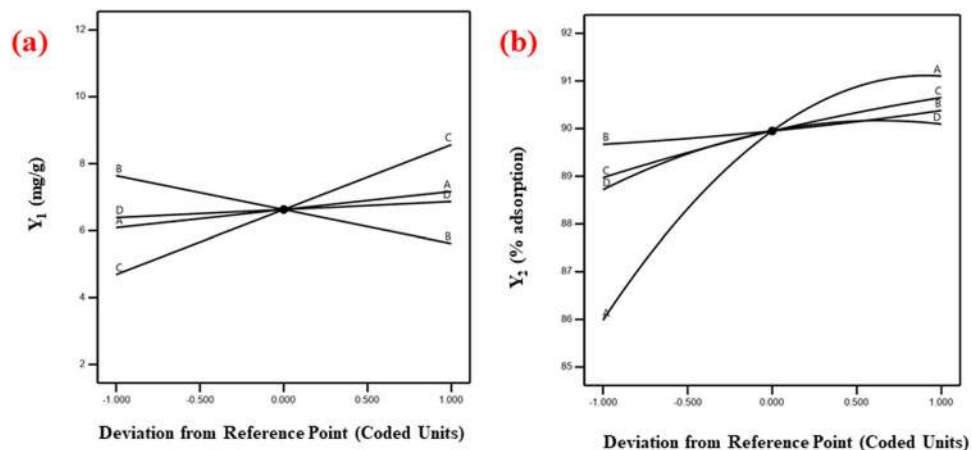 (a)
12
10
8
6
4
2
Y1 (mg/g)
B
D
A
C
C
A
D
B
-1.000 -0.500 0.000 0.500 1.000
Deviation from Reference Point (Coded Units)
(b)
92
91
90
89
88
87
86
85
Y2 (% adsorption)
B
C
D
A
A
C
B
D
-1.000 -0.500 0.000 0.500 1.000
Deviation from Reference Point (Coded Units)